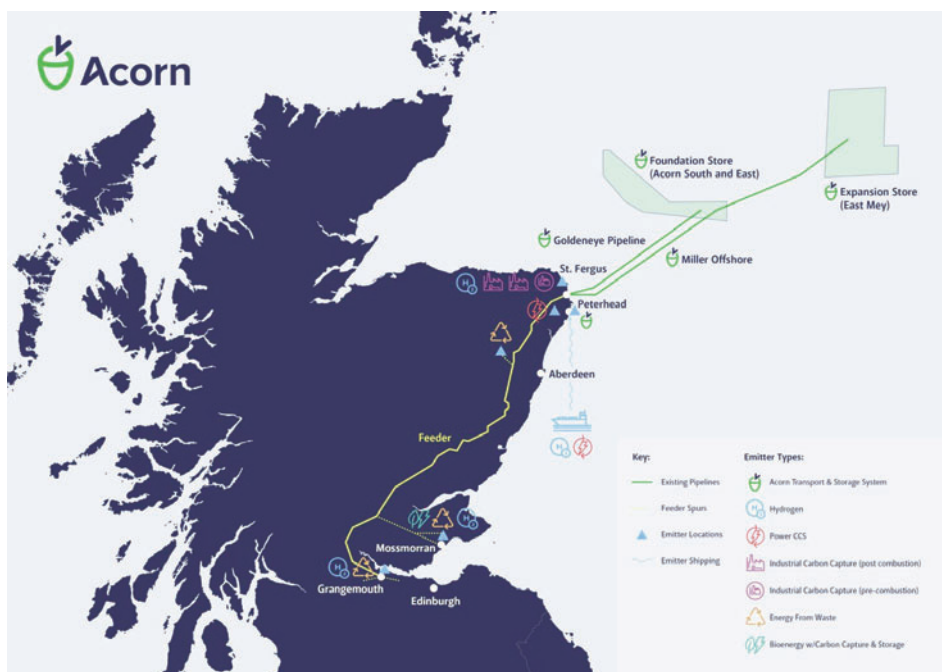 Acorn
Foundation Store
(Acorn South and East)
Expansion Store
(East Mey)
Goldeneye Pipeline
Miller Offshore
St. Fergus
Peterhead
Aberdeen
Feeder
Mossmorran
Grangemouth
Edinburgh
H
H
H
H
Key:
Existing Pipelines
Feeder Spurs
Emitter Locations
Emitter Shipping
Emitter Types:
Acorn Transport & Storage System
H
Hydrogen
Power CCS
Industrial Carbon Capture (post combustion)
Industrial Carbon Capture (pre-combustion)
Energy From Waste
Bioenergy w/Carbon Capture & Storage